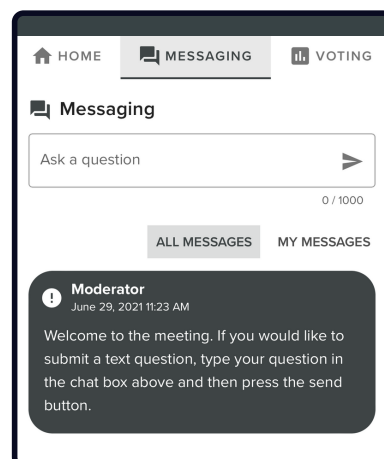 HOME MESSAGING VOTING
Messaging
Ask a question
0 / 1000
ALL MESSAGES MY MESSAGES
Moderator
June 29, 2021 11:23 AM
Welcome to the meeting. If you would like to
submit a text question, type your question in
the chat box above and then press the send
button.